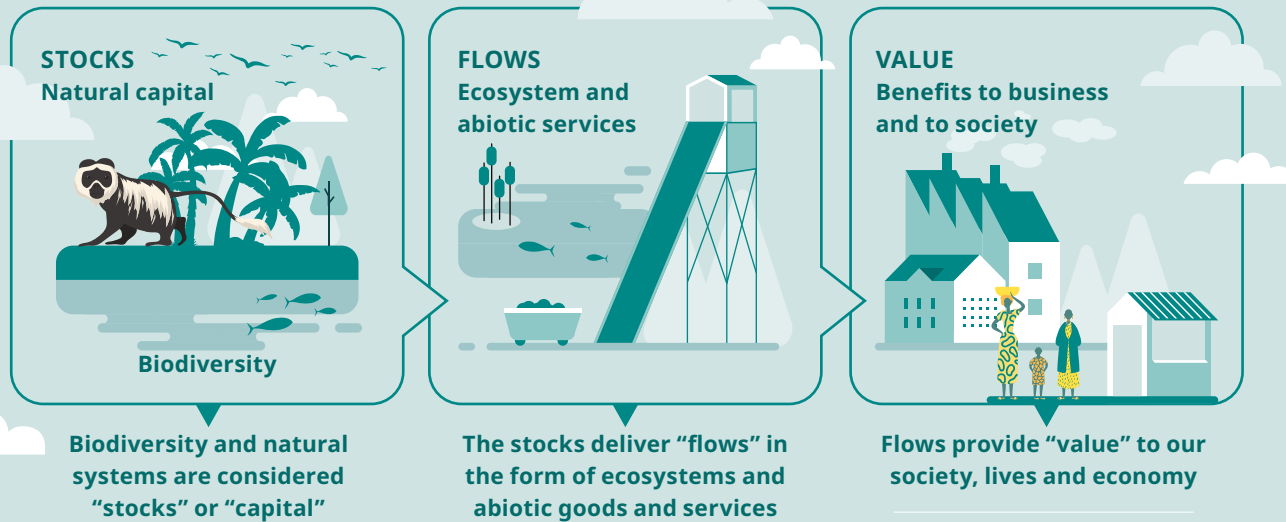 STOCKS
Natural capital
Biodiversity
Biodiversity and natural
systems are considered
“stocks” or “capital”
FLOWS
Ecosystem and
abiotic services
The stocks deliver “flows” in
the form of ecosystems and
abiotic goods and services
VALUE
Benefits to business
and to society
Flows provide “value” to our
society, lives and economy